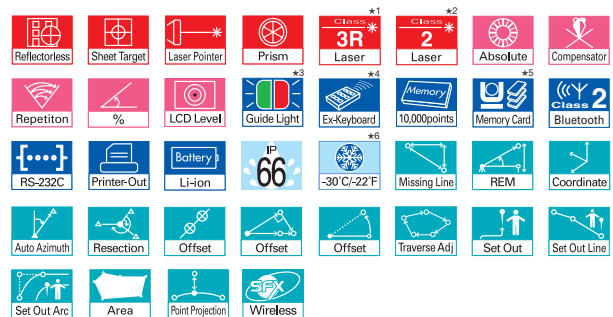 *1 *2
Class Class
3R 2
Reflectorless Sheet Target Laser Pointer Prism Laser Laser Absolute Compensator
*3 *4 *5
Memory Class 2
Repetiton % LCD Level Guide Light Ex-Keyboard 10,000points Memory Card Bluetooth
*6
Battery IP
66
RS-232C Printer-Out Li-ion -30°C/-22°F Missing Line REM Coordinate
Auto Azimuth Resection Offset Offset Offset Traverse Adj Set Out Set Out Line
SFX
Set Out Arc Area Point Projection Wireless